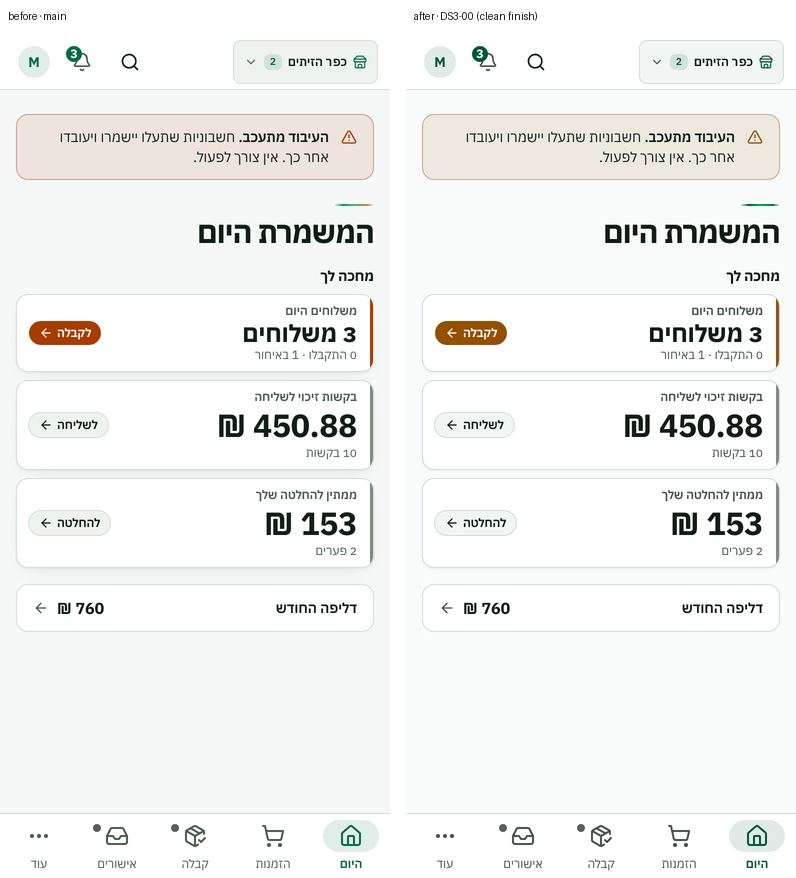 before · main
כפר הזיתים 2
3
M
העיבוד מתעכב. חשבוניות שתעלו יישמרו ויעובדו
אחר כך. אין צורך לפעול.
המשמרת היום
מחכה לך
משלוחים היום
3 משלוחים
0 התקבלו · 1 באיחור
לקבלה
בקשות זיכוי לשליחה
450.88 ₪
10 בקשות
לשליחה
ממתין להחלטה שלך
153 ₪
2 פערים
להחלטה
דליפה החודש
760 ₪
היום
הזמנות
קבלה
אישורים
עוד
after · DS3-00 (clean finish)
כפר הזיתים 2
3
M
העיבוד מתעכב. חשבוניות שתעלו יישמרו ויעובדו
אחר כך. אין צורך לפעול.
המשמרת היום
מחכה לך
משלוחים היום
3 משלוחים
0 התקבלו · 1 באיחור
לקבלה
בקשות זיכוי לשליחה
450.88 ₪
10 בקשות
לשליחה
ממתין להחלטה שלך
153 ₪
2 פערים
להחלטה
דליפה החודש
760 ₪
היום
הזמנות
קבלה
אישורים
עוד